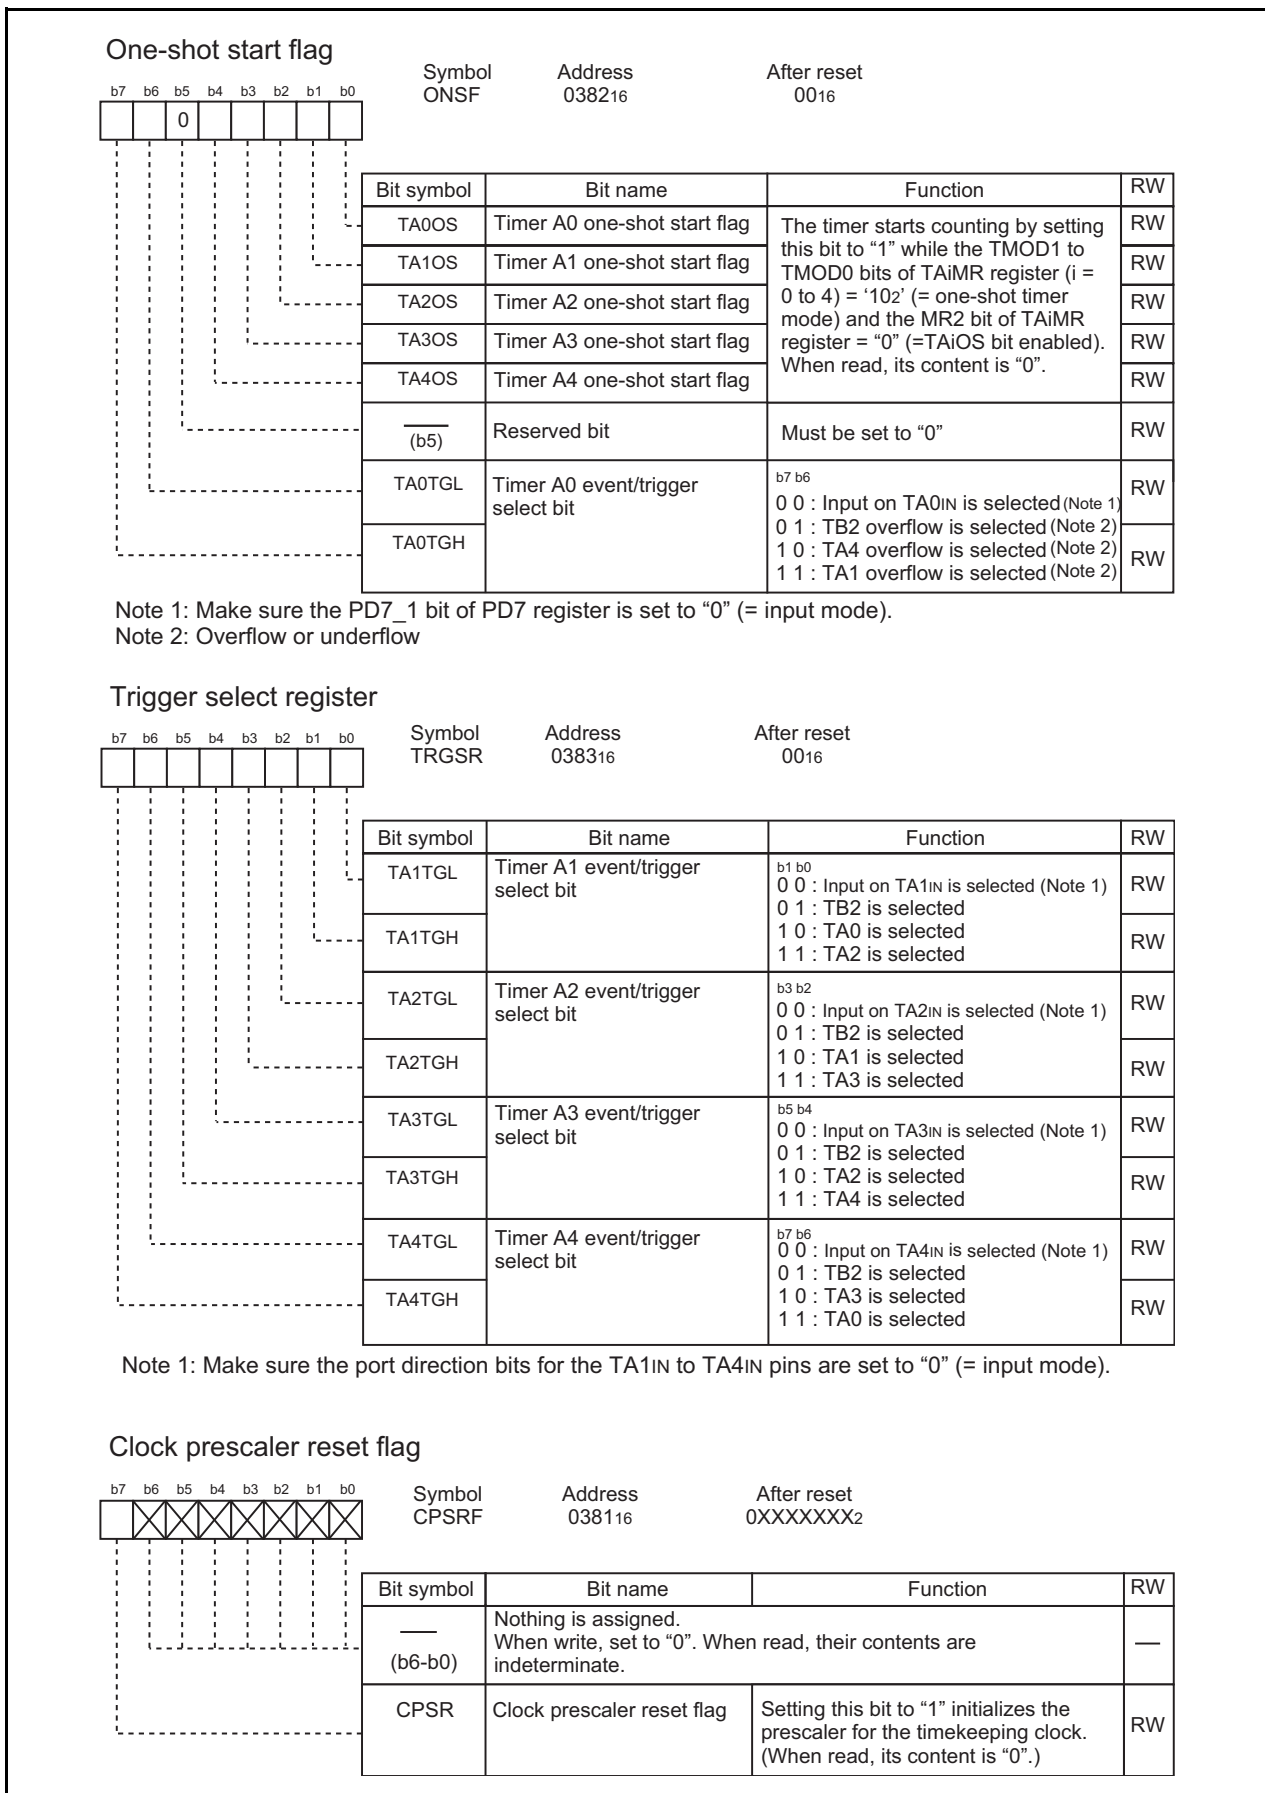 One-shot start flag
Symbol Address After reset
b7 b6 b5 b4 b3 b2 b1 b0
ONSF 038216 0016
0
Bit symbol Bit name Function RW
TA0OS Timer A0 one-shot start flag RW
TA1OS Timer A1 one-shot start flag RW
TA2OS Timer A2 one-shot start flag RW
TA3OS Timer A3 one-shot start flag RW
TA4OS Timer A4 one-shot start flag RW
The timer starts counting by setting
this bit to “1” while the TMOD1 to
TMOD0 bits of TAiMR register (i =
0 to 4) = ‘102’ (= one-shot timer
mode) and the MR2 bit of TAiMR
register = “0” (=TAiOS bit enabled).
When read, its content is “0”.
(b5) Reserved bit Must be set to “0” RW
TA0TGL Timer A0 event/trigger
select bit
RW
TA0TGH RW
b7 b6
0 0 : Input on TA0IN is selected (Note 1)
0 1 : TB2 overflow is selected (Note 2)
1 0 : TA4 overflow is selected (Note 2)
1 1 : TA1 overflow is selected (Note 2)
Note 1: Make sure the PD7_1 bit of PD7 register is set to “0” (= input mode).
Note 2: Overflow or underflow
Trigger select register
Symbol Address After reset
b7 b6 b5 b4 b3 b2 b1 b0
TRGSR 038316 0016
Bit symbol Bit name Function RW
TA1TGL Timer A1 event/trigger
select bit
RW
TA1TGH RW
b1 b0
0 0 : Input on TA1IN is selected (Note 1)
0 1 : TB2 is selected
1 0 : TA0 is selected
1 1 : TA2 is selected
TA2TGL Timer A2 event/trigger
select bit
RW
TA2TGH RW
b3 b2
0 0 : Input on TA2IN is selected (Note 1)
0 1 : TB2 is selected
1 0 : TA1 is selected
1 1 : TA3 is selected
TA3TGL Timer A3 event/trigger
select bit
RW
TA3TGH RW
b5 b4
0 0 : Input on TA3IN is selected (Note 1)
0 1 : TB2 is selected
1 0 : TA2 is selected
1 1 : TA4 is selected
TA4TGL Timer A4 event/trigger
select bit
RW
TA4TGH RW
b7 b6
0 0 : Input on TA4IN is selected (Note 1)
0 1 : TB2 is selected
1 0 : TA3 is selected
1 1 : TA0 is selected
Note 1: Make sure the port direction bits for the TA1IN to TA4IN pins are set to “0” (= input mode).
Clock prescaler reset flag
b7 b6 b5 b4 b3 b2 b1 b0
Symbol Address After reset
CPSRF 038116 0XXXXXXX2
Bit symbol Bit name Function RW
(b6-b0)
Nothing is assigned.
When write, set to “0”. When read, their contents are
indeterminate.
—
CPSR Clock prescaler reset flag
Setting this bit to “1” initializes the
prescaler for the timekeeping clock.
(When read, its content is “0”.)
RW